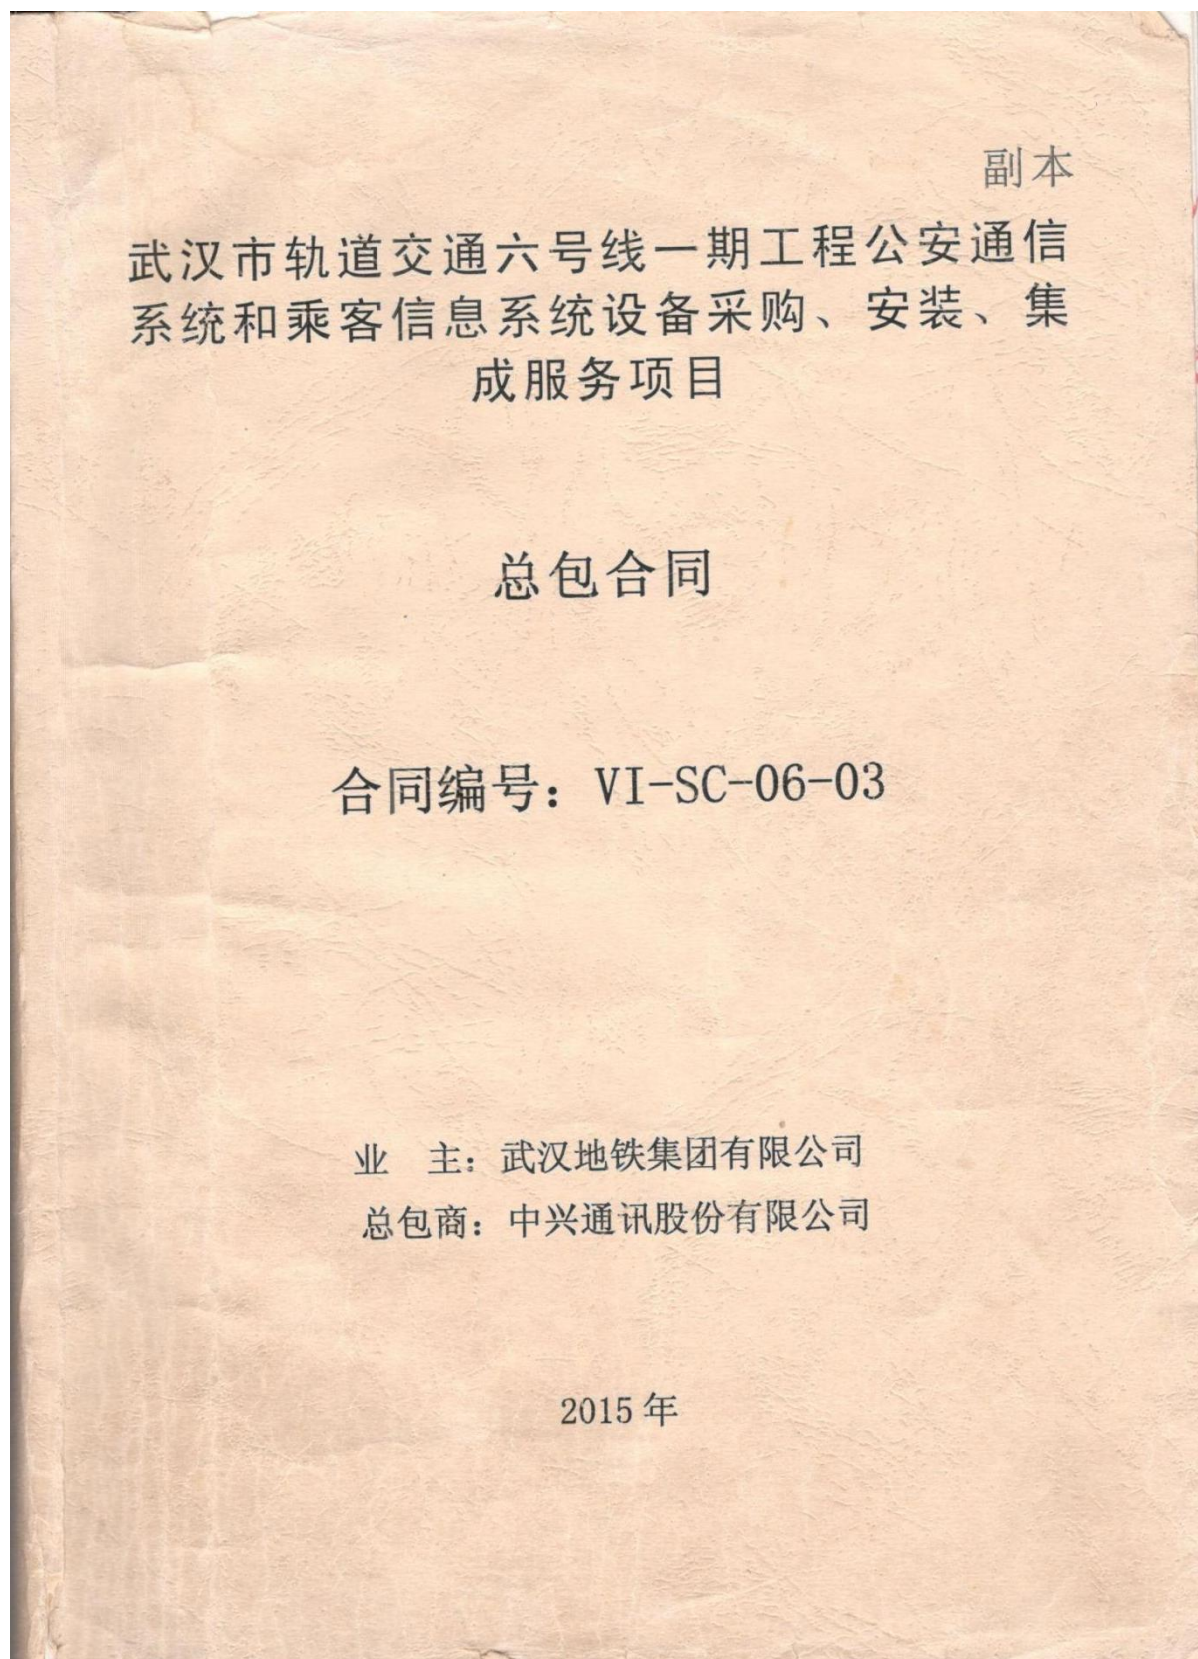 副本
武汉市轨道交通六号线一期工程公安通信
系统和乘客信息系统设备采购、安装、集
成服务项目
总包合同
合同编号：VI-SC-06-03
业 主：武汉地铁集团有限公司
总包商：中兴通讯股份有限公司
2015年